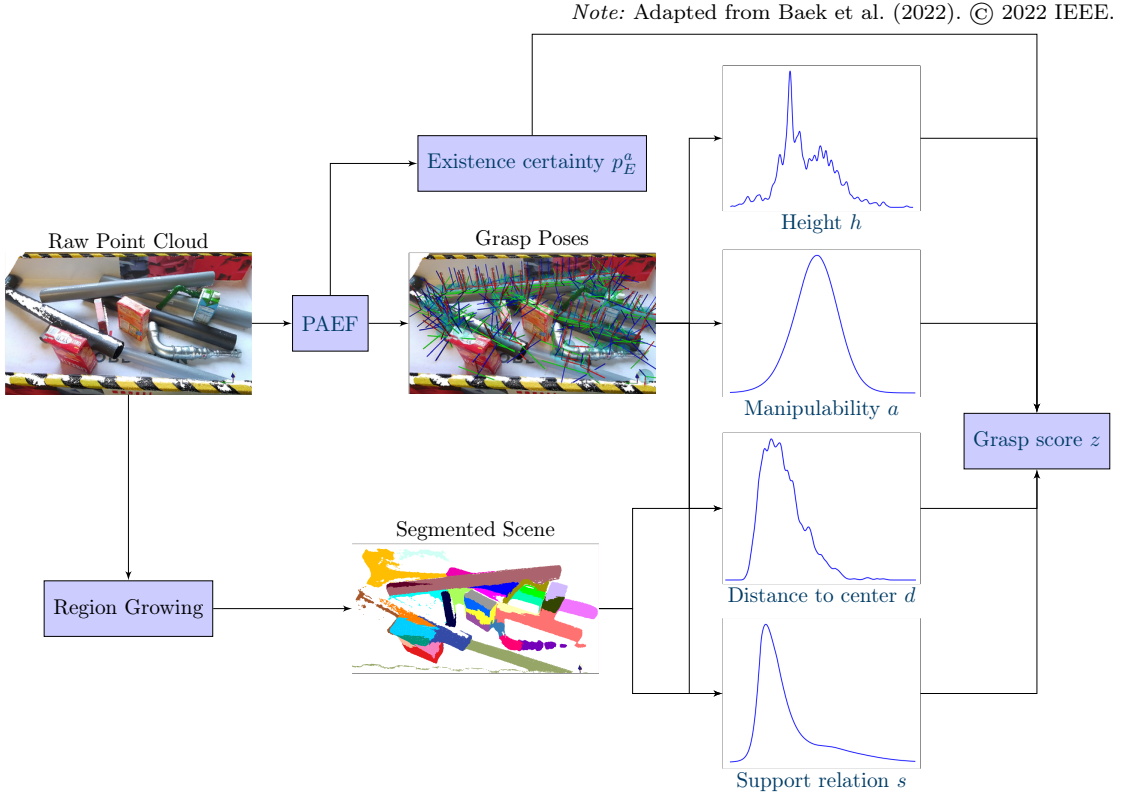 Note: Adapted from Baek et al. (2022). © 2022 IEEE.
Existence certainty p_E^a
Height h
Raw Point Cloud
Grasp Poses
PAEF
Manipulability a
Grasp score z
Segmented Scene
Region Growing
Distance to center d
Support relation s